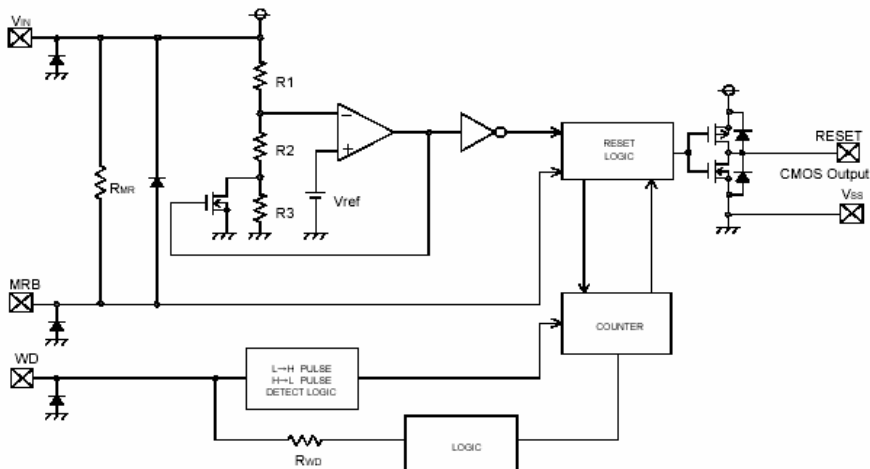 VIN
R1
R2
R3
RMR
Vref
−
+
RESET
LOGIC
RESET
CMOS Output
VSS
MRB
COUNTER
WD
L→H PULSE
H→L PULSE
DETECT LOGIC
RWD
LOGIC